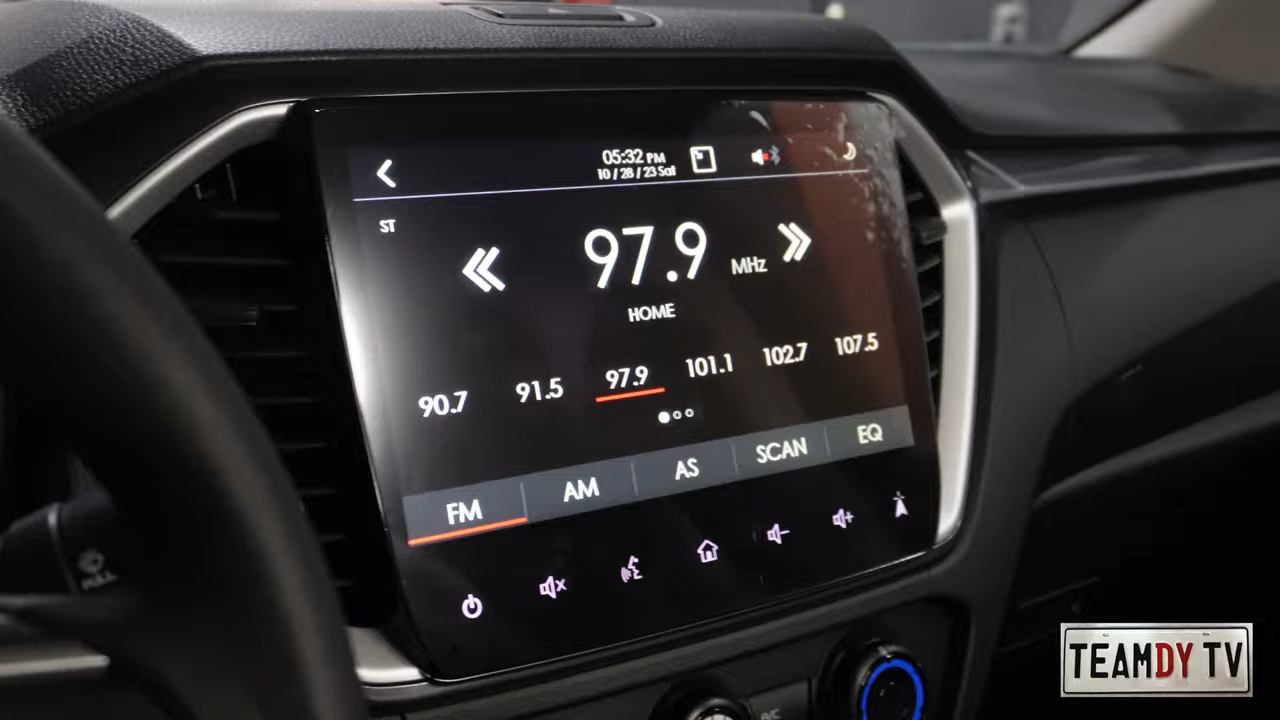 05:32 PM
10 / 28 / 23 Sat
ST
97.9 MHz
HOME
90.7 91.5 97.9 101.1 102.7 107.5
FM AM AS SCAN EQ
PULL
A/C
TEAMDY TV